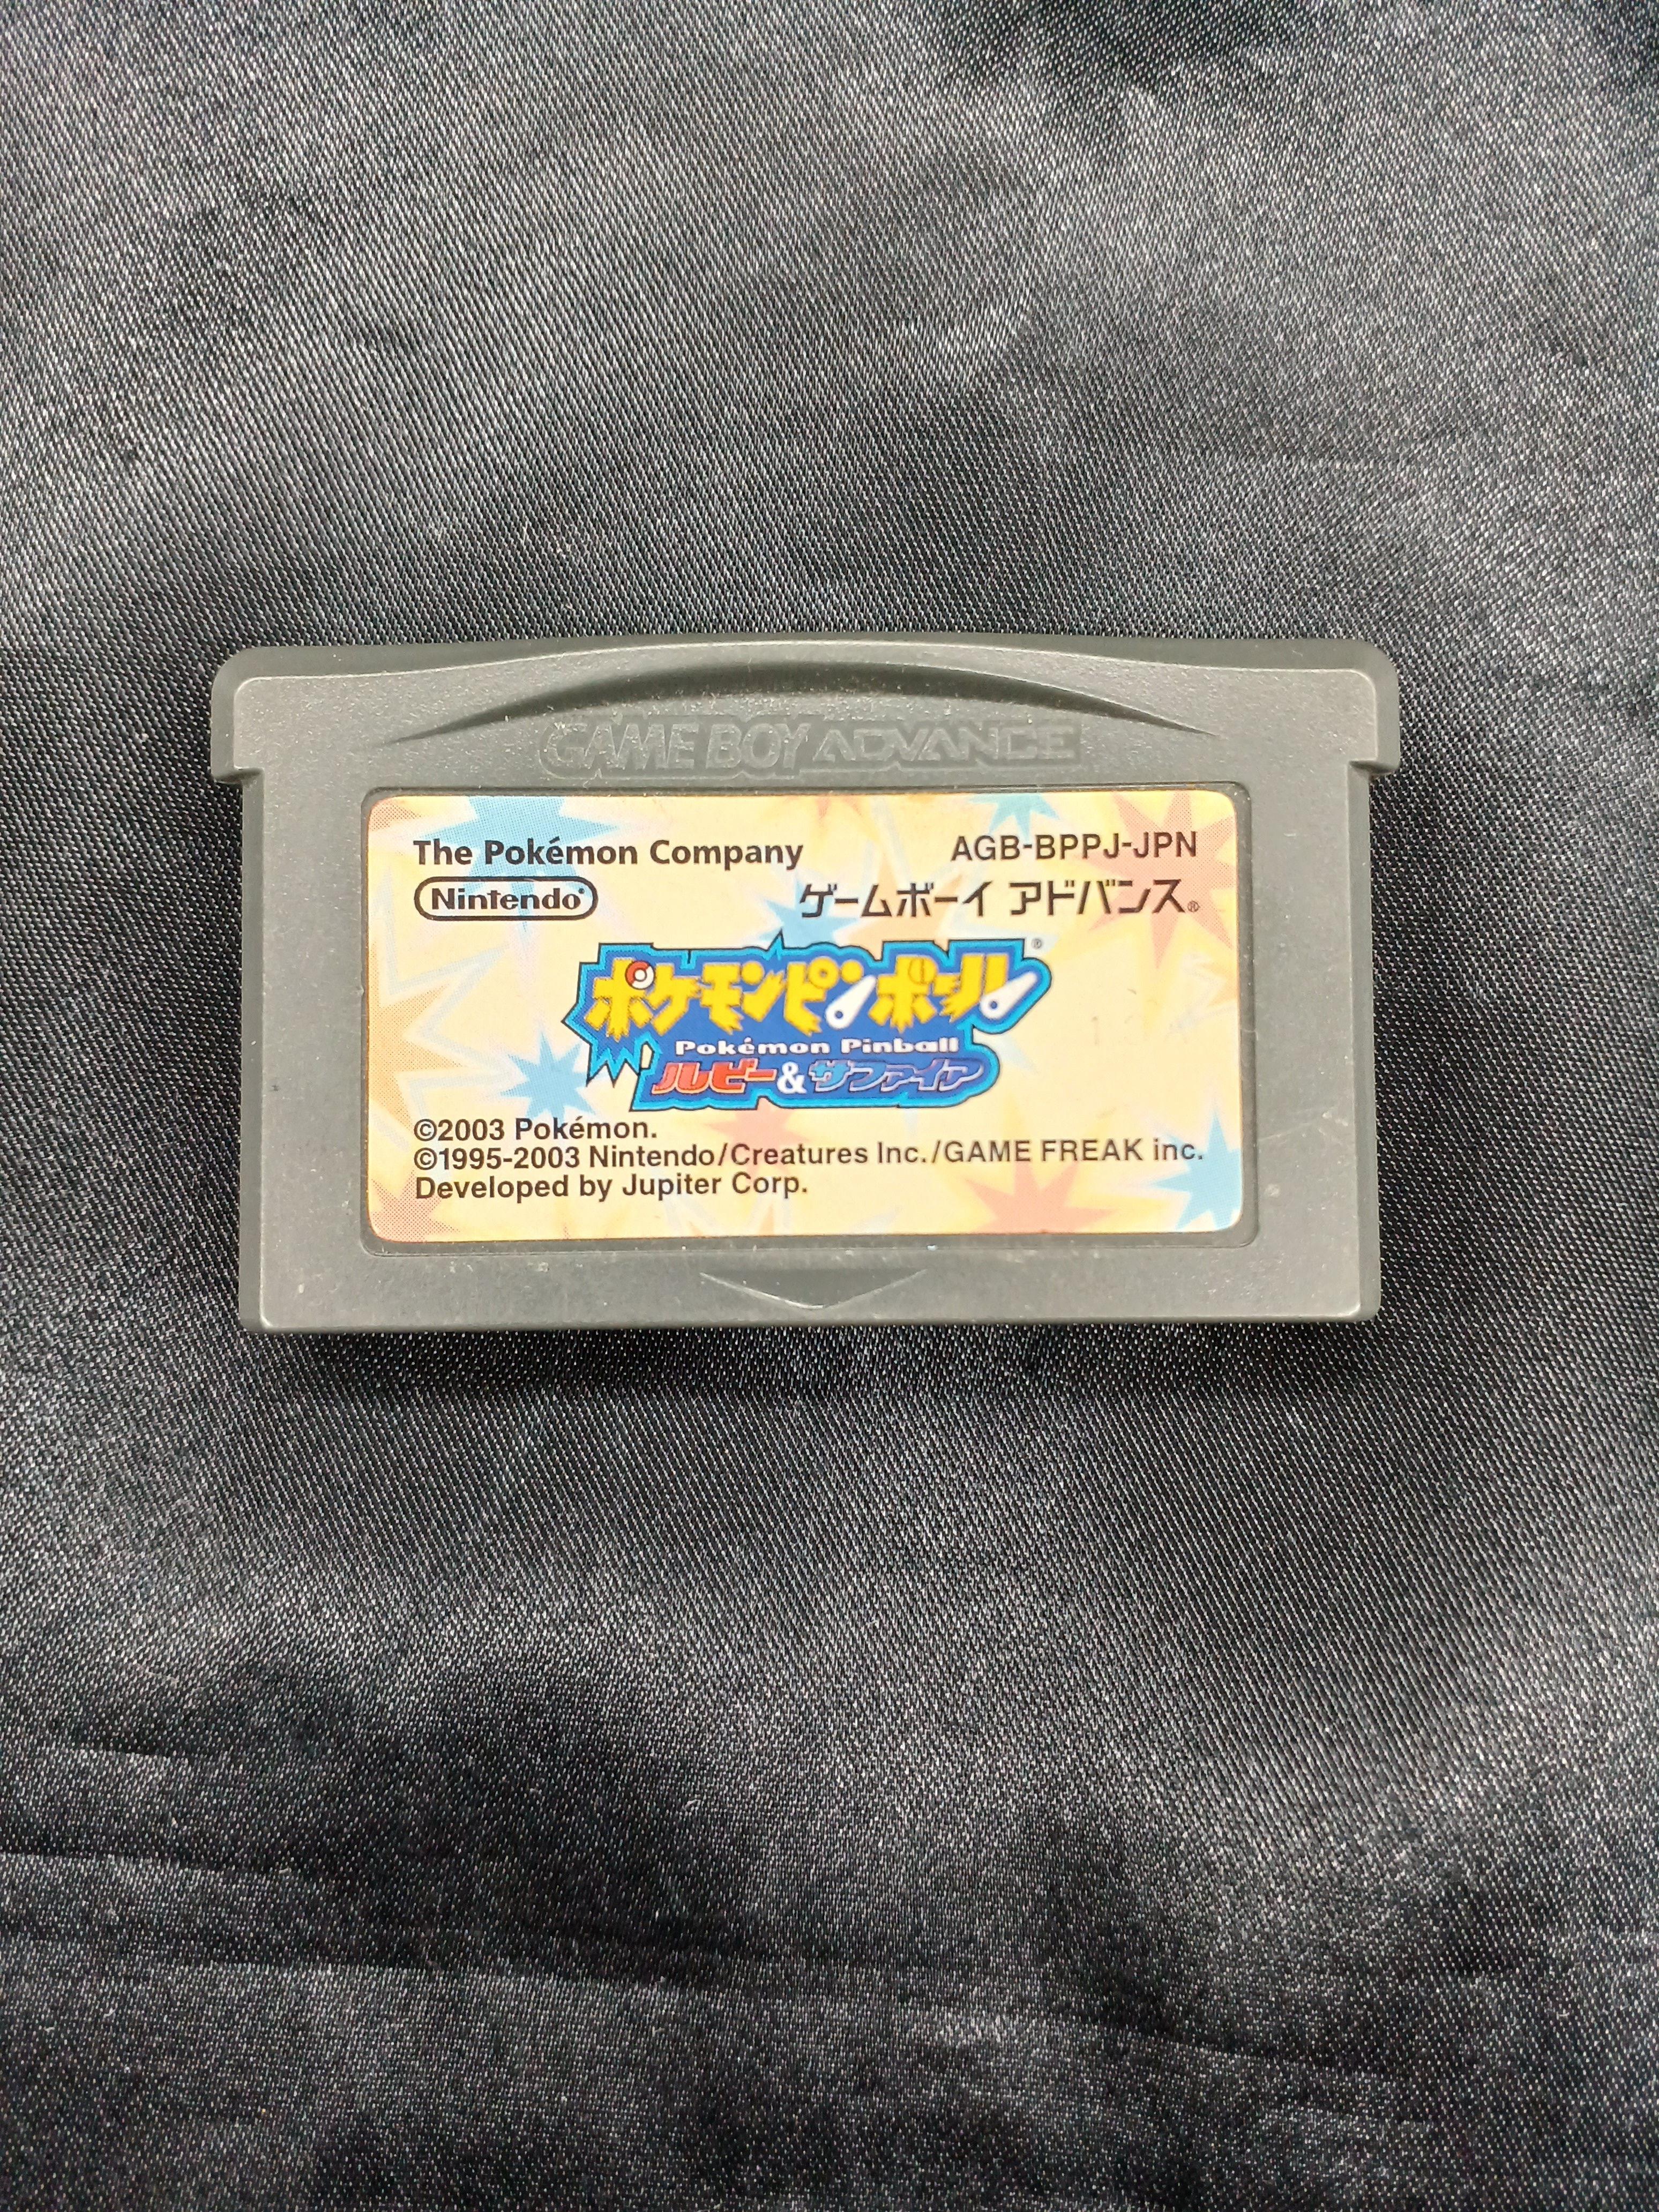 GAME BOY ADVANCE
The Pokémon Company
AGB-BPPJ-JPN
Nintendo®
ゲームボーイ アドバンス®
ポケモンピンボール®
Pokémon Pinball
ルビー&サファイア
©2003 Pokémon.
©1995-2003 Nintendo/Creatures Inc./GAME FREAK inc.
Developed by Jupiter Corp.